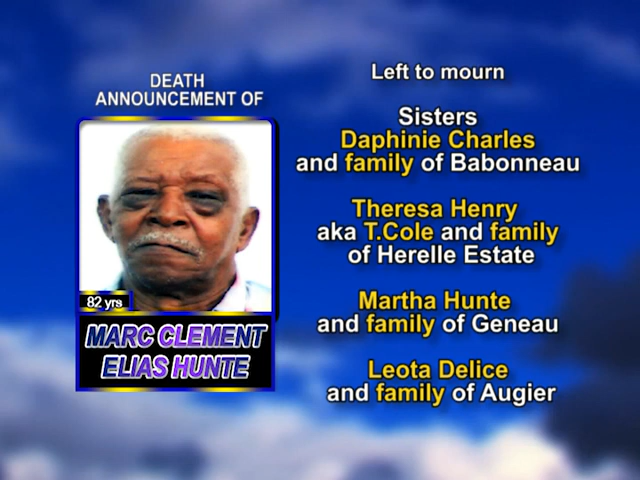 DEATH
ANNOUNCEMENT OF
82 yrs
MARC CLEMENT
ELIAS HUNTE
Left to mourn
Sisters
Daphinie Charles
and family of Babonneau
Theresa Henry
aka T.Cole and family
of Herelle Estate
Martha Hunte
and family of Geneau
Leota Delice
and family of Augier